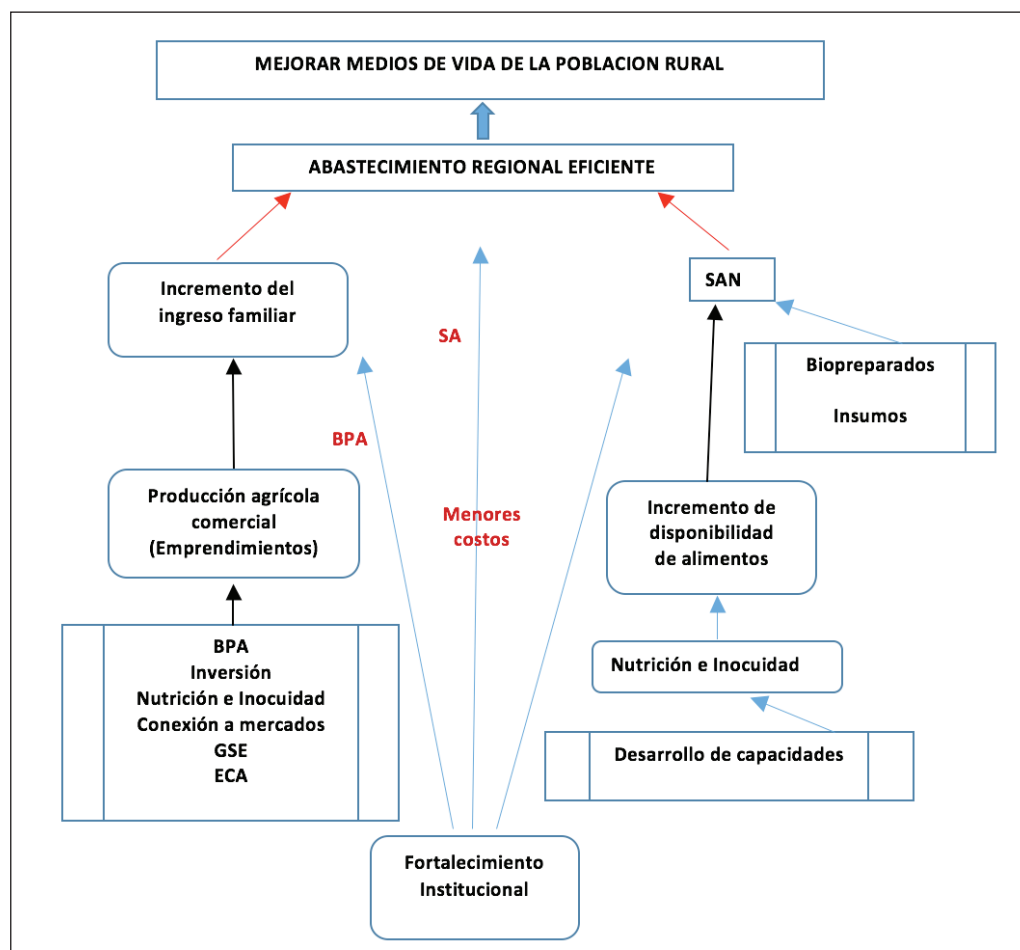 MEJORAR MEDIOS DE VIDA DE LA POBLACION RURAL
ABASTECIMIENTO REGIONAL EFICIENTE
Incremento del
ingreso familiar
SA
SAN
Biopreparados
Insumos
BPA
Producción agrícola
comercial
(Emprendimientos)
Menores
costos
Incremento de
disponibilidad
de alimentos
BPA
Inversión
Nutrición e Inocuidad
Conexión a mercados
GSE
ECA
Nutrición e Inocuidad
Desarrollo de capacidades
Fortalecimiento
Institucional